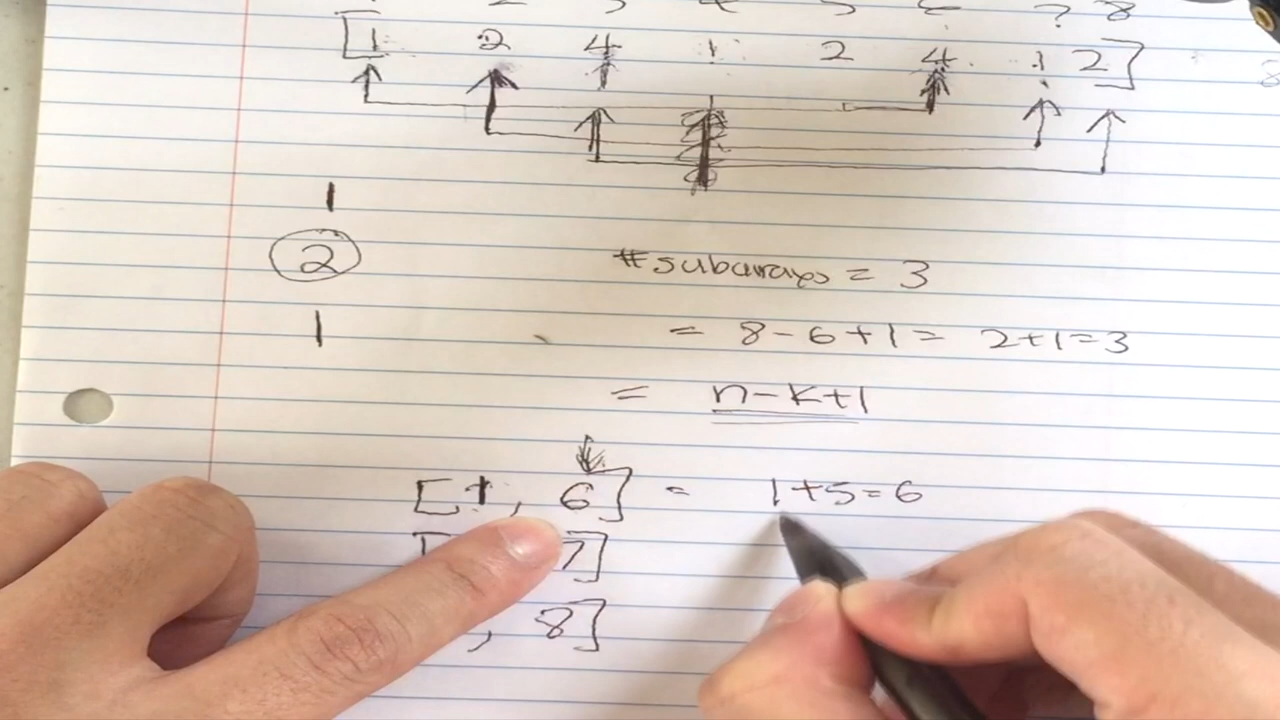 [1 2 4 1 2 4 1 2]
1
2
1
#subarrays = 3
= 8-6+1= 2+1=3
= n-k+1
[1, 6] = 1+5=6
[ 7]
, 8]